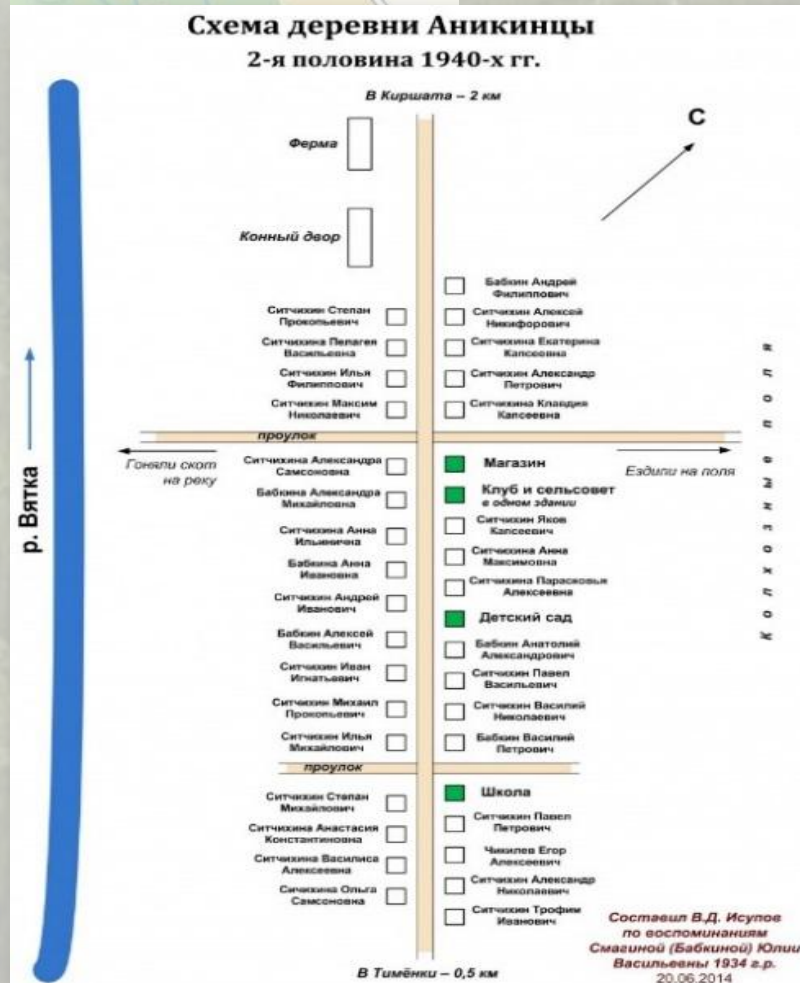 Схема деревни Аникинцы
2-я половина 1940-х гг.
В Киршата – 2 км
С
Ферма
Конный двор
Бабкин Андрей
Филиппович
Ситчихин Степан
Прокопьевич
Ситчихин Алексей
Никифорович
Ситчихина Пелагея
Васильевна
Ситчихина Екатерина
Капсеевна
Ситчихин Илья
Филиппович
Ситчихин Александр
Петрович
Ситчихин Максим
Николаевич
Ситчихина Клавдия
Капсеевна
проулок
Гоняли скот
на реку
Ездили на поля
р. Вятка
Колхозные поля
Ситчихина Александра
Самсоновна
Магазин
Бабкина Александра
Михайловна
Клуб и сельсовет
в одном здании
Ситчихина Анна
Ильинична
Ситчихин Яков
Капсеевич
Бабкина Анна
Ивановна
Ситчихина Анна
Максимовна
Ситчихин Андрей
Иванович
Ситчихина Парасковья
Алексеевна
Детский сад
Бабкин Алексей
Васильевич
Бабкин Анатолий
Александрович
Ситчихин Иван
Игнатьевич
Ситчихин Павел
Васильевич
Ситчихин Михаил
Прокопьевич
Ситчихин Василий
Николаевич
Ситчихин Илья
Михайлович
Бабкин Василий
Петрович
проулок
Ситчихин Степан
Михайлович
Школа
Ситчихина Анастасия
Константиновна
Ситчихин Павел
Петрович
Ситчихина Василиса
Алексеевна
Чикилев Егор
Алексеевич
Сичихина Ольга
Самсоновна
Ситчихин Александр
Николаевич
Ситчихин Трофим
Иванович
В Тимёнки – 0,5 км
Составил В.Д. Исупов
по воспоминаниям
Смагиной (Бабкиной) Юлии
Васильевны 1934 г.р.
20.06.2014